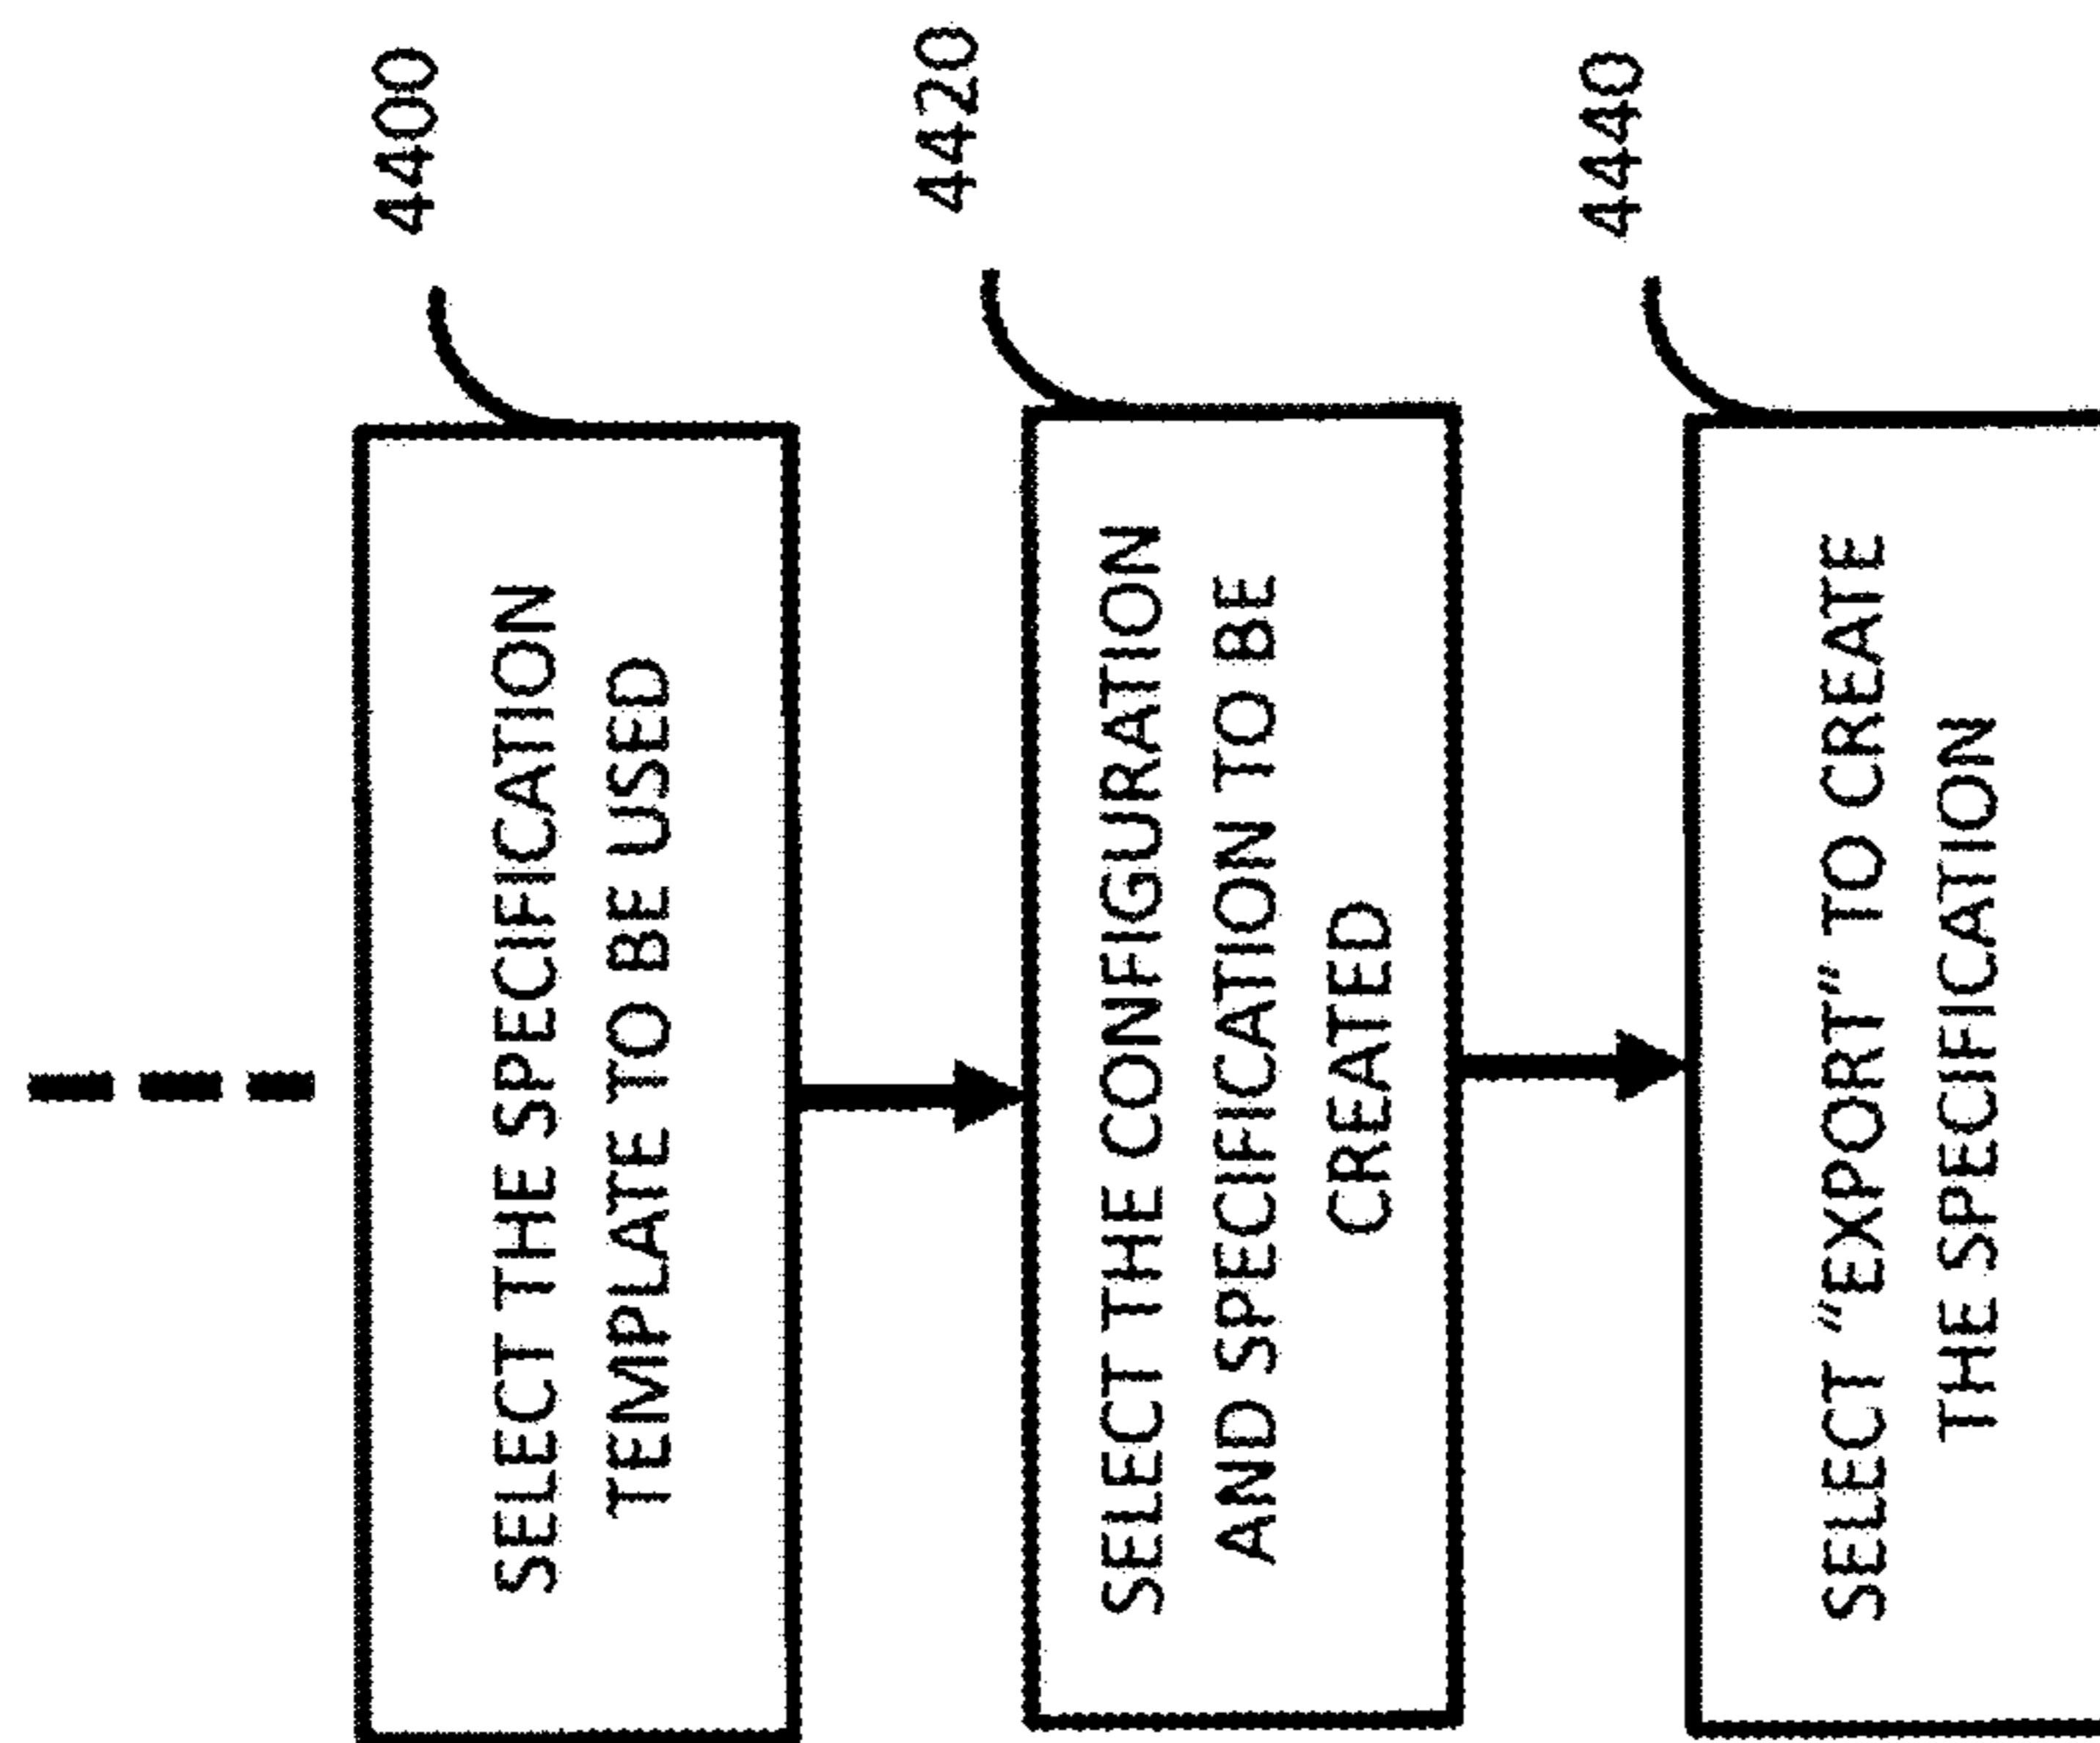 4400
SELECT THE SPECIFICATION
TEMPLATE TO BE USED
4420
SELECT THE CONFIGURATION
AND SPECIFICATION TO BE
CREATED
4440
SELECT "EXPORT" TO CREATE
THE SPECIFICATION